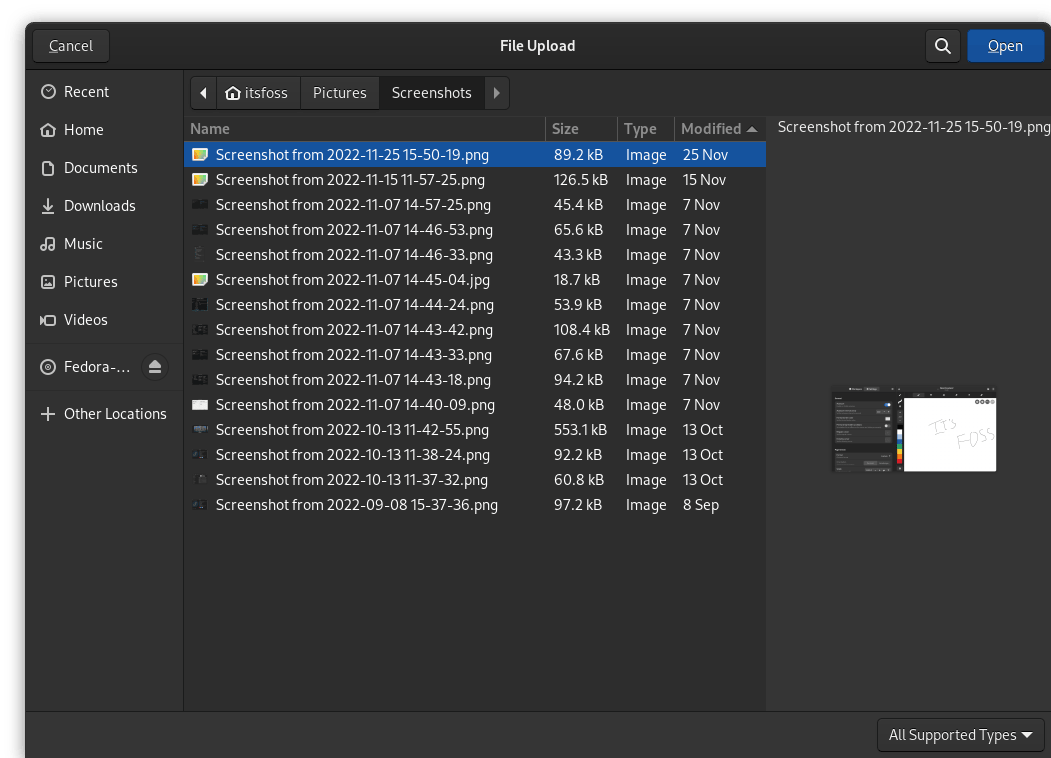 Cancel
File Upload
Open
Recent
Home
Documents
Downloads
Music
Pictures
Videos
Fedora-...
Other Locations
itsfoss Pictures Screenshots
Name Size Type Modified
Screenshot from 2022-11-25 15-50-19.png 89.2 kB Image 25 Nov
Screenshot from 2022-11-15 11-57-25.png 126.5 kB Image 15 Nov
Screenshot from 2022-11-07 14-57-25.png 45.4 kB Image 7 Nov
Screenshot from 2022-11-07 14-46-53.png 65.6 kB Image 7 Nov
Screenshot from 2022-11-07 14-46-33.png 43.3 kB Image 7 Nov
Screenshot from 2022-11-07 14-45-04.jpg 18.7 kB Image 7 Nov
Screenshot from 2022-11-07 14-44-24.png 53.9 kB Image 7 Nov
Screenshot from 2022-11-07 14-43-42.png 108.4 kB Image 7 Nov
Screenshot from 2022-11-07 14-43-33.png 67.6 kB Image 7 Nov
Screenshot from 2022-11-07 14-43-18.png 94.2 kB Image 7 Nov
Screenshot from 2022-11-07 14-40-09.png 48.0 kB Image 7 Nov
Screenshot from 2022-10-13 11-42-55.png 553.1 kB Image 13 Oct
Screenshot from 2022-10-13 11-38-24.png 92.2 kB Image 13 Oct
Screenshot from 2022-10-13 11-37-32.png 60.8 kB Image 13 Oct
Screenshot from 2022-09-08 15-37-36.png 97.2 kB Image 8 Sep
Screenshot from 2022-11-25 15-50-19.png
It's
FOSS
All Supported Types